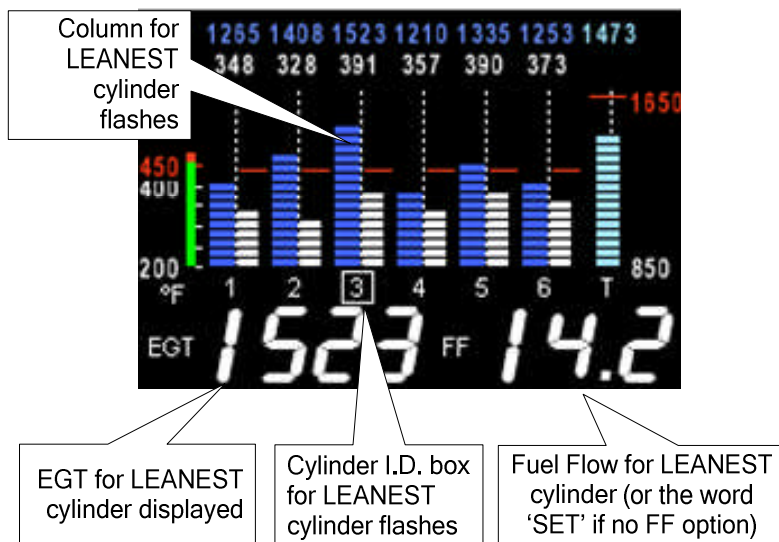 Column for
LEANEST
cylinder
flashes
1265 1408 1523 1210 1335 1253 1473
348 328 391 357 390 373
1650
450
400
200
850
°F
1 2 3 4 5 6 T
EGT 1523 FF 14.2
EGT for LEANEST
cylinder displayed
Cylinder I.D. box
for LEANEST
cylinder flashes
Fuel Flow for LEANEST
cylinder (or the word
‘SET’ if no FF option)